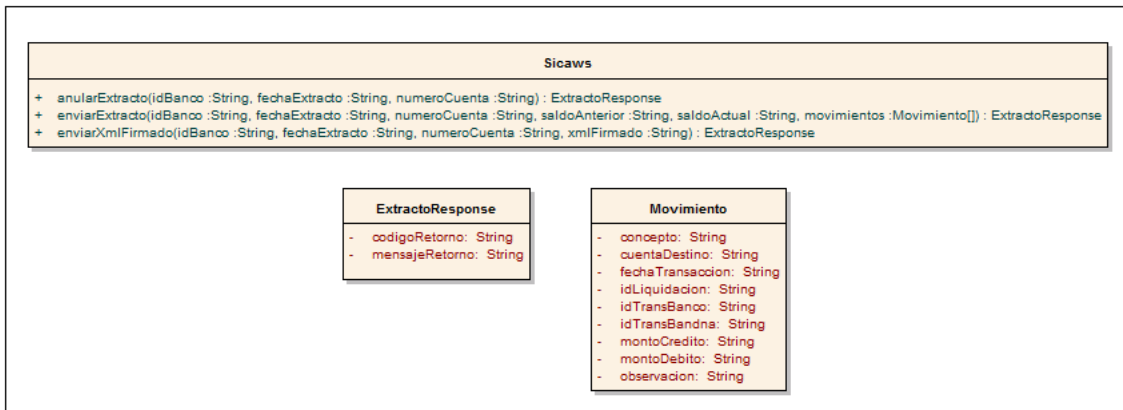 Sicaws
+ anularExtracto(idBanco :String, fechaExtracto :String, numeroCuenta :String) : ExtractoResponse
+ enviarExtracto(idBanco :String, fechaExtracto :String, numeroCuenta :String, saldoAnterior :String, saldoActual :String, movimientos :Movimiento[]) : ExtractoResponse
+ enviarXmlFirmado(idBanco :String, fechaExtracto :String, numeroCuenta :String, xmlFirmado :String) : ExtractoResponse
ExtractoResponse
- codigoRetorno: String
- mensajeRetorno: String
Movimiento
- concepto: String
- cuentaDestino: String
- fechaTransaccion: String
- idLiquidacion: String
- idTransBanco: String
- idTransBandna: String
- montoCredito: String
- montoDebito: String
- observacion: String